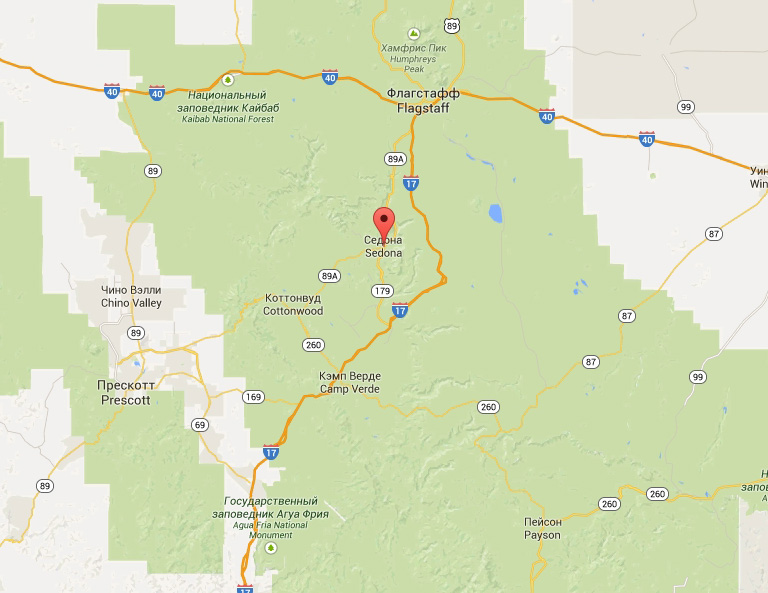 89
Хамфрис Пик
Humphreys
Peak
40
40
40
Национальный
заповедник Кайбаб
Kaibab National Forest
Флагстафф
Flagstaff
99
40
40
89A
89
17
87
Седона
Sedona
89A
179
Чино Вэлли
Chino Valley
Коттонвуд
Cottonwood
17
87
89
260
87
Прескотт
Prescott
Кэмп Верде
Camp Verde
99
169
260
69
17
89
260
260
Государственный
заповедник Агуа Фрия
Agua Fria National
Monument
Пейсон
Payson
17